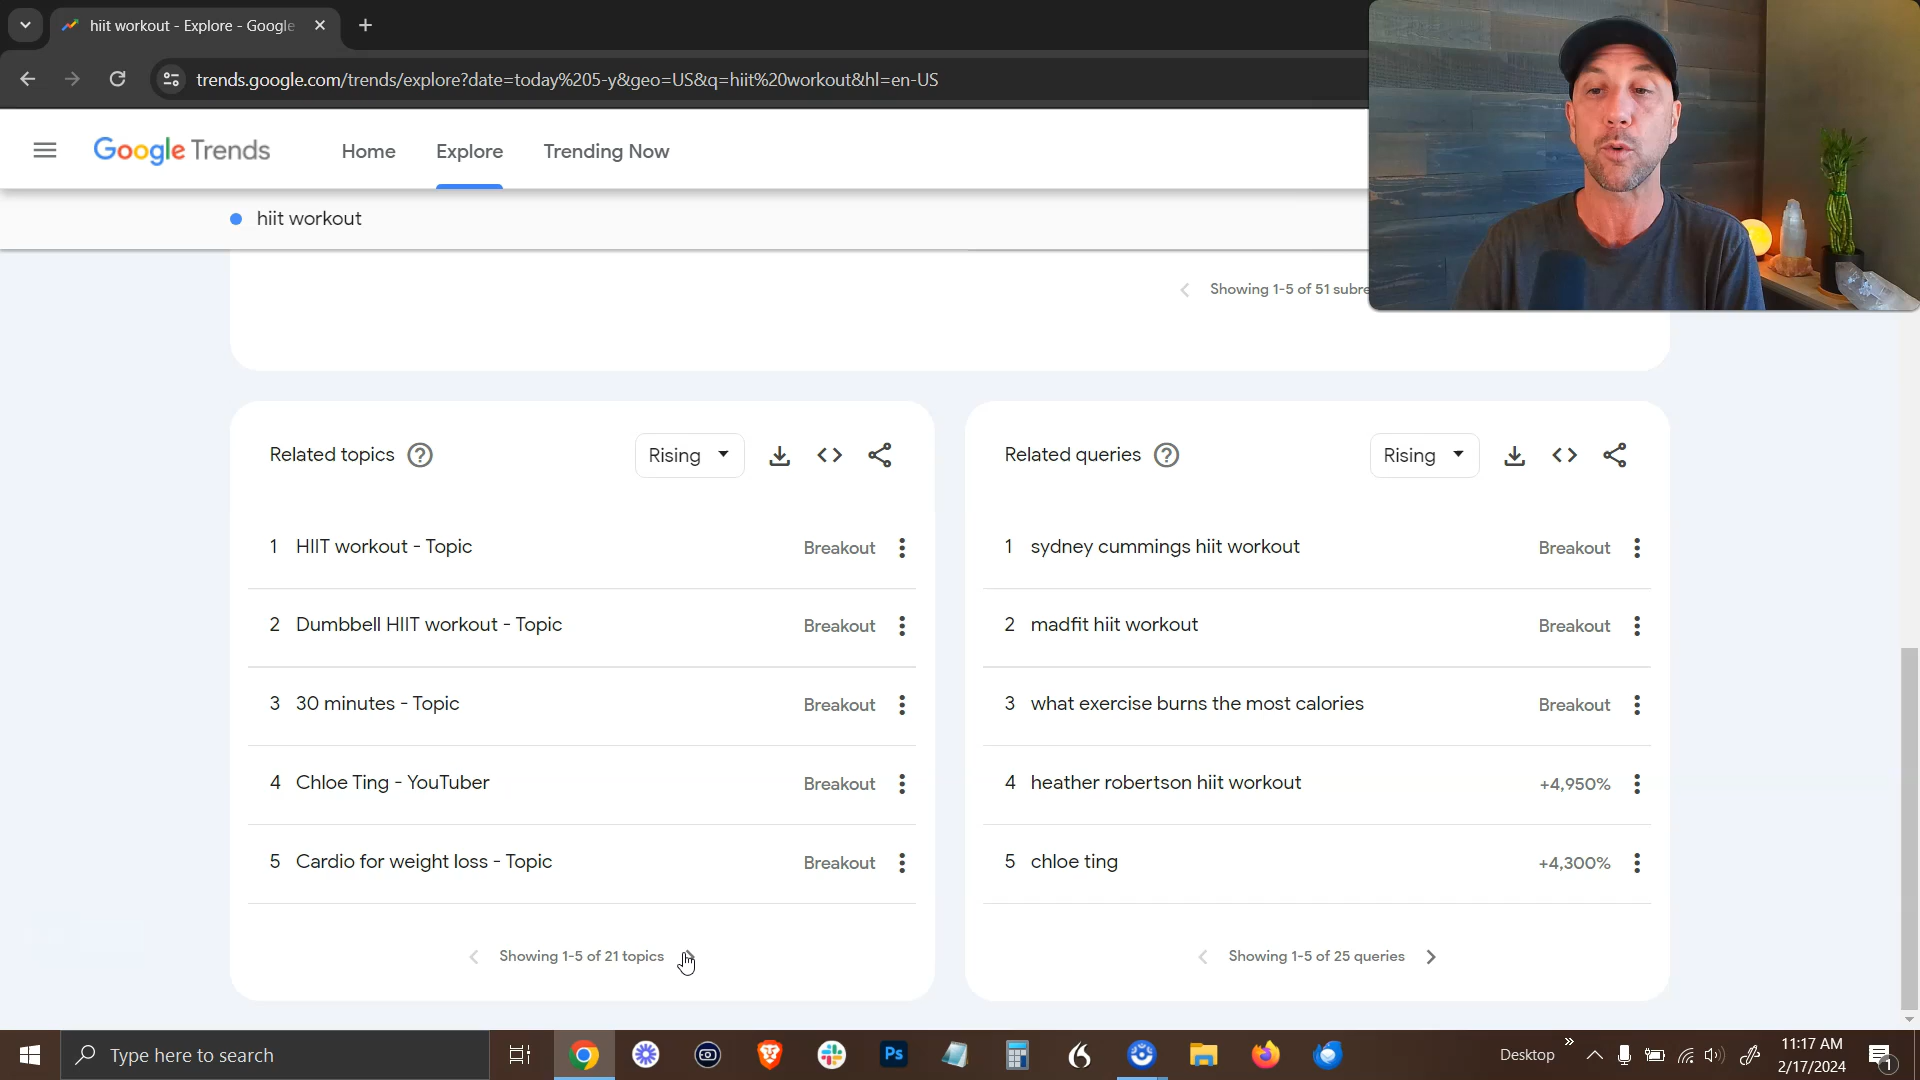 hiit workout - Explore - Google
trends.google.com/trends/explore?date=today%205-y&geo=US&q=hiit%20workout&hl=en-US
Google Trends
Home
Explore
Trending Now
hiit workout
Showing 1-5 of 51 subre
Related topics
Rising
1 HIIT workout - Topic Breakout
2 Dumbbell HIIT workout - Topic Breakout
3 30 minutes - Topic Breakout
4 Chloe Ting - YouTuber Breakout
5 Cardio for weight loss - Topic Breakout
Showing 1-5 of 21 topics
Related queries
Rising
1 sydney cummings hiit workout Breakout
2 madfit hiit workout Breakout
3 what exercise burns the most calories Breakout
4 heather robertson hiit workout +4,950%
5 chloe ting +4,300%
Showing 1-5 of 25 queries
Type here to search
Ps
Desktop
11:17 AM
2/17/2024
1